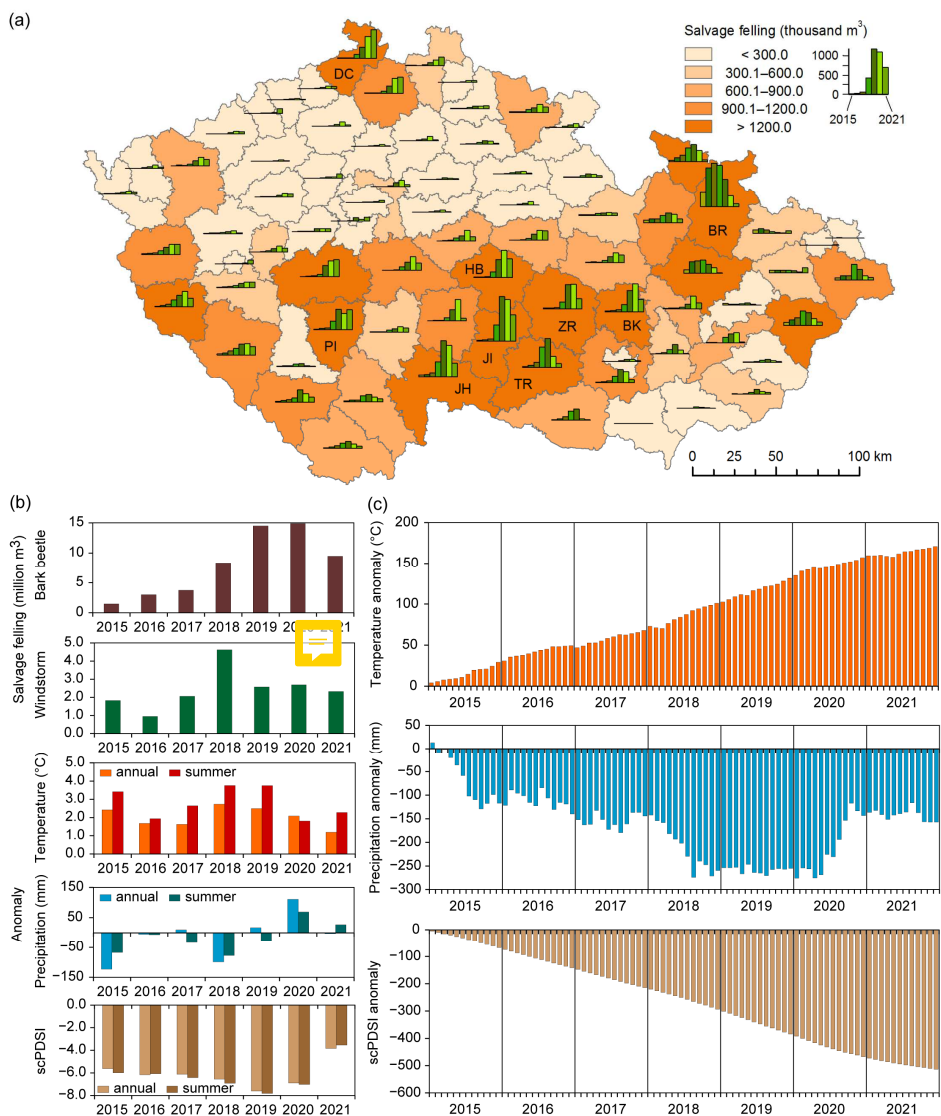 (a)
Salvage felling (thousand m³)
< 300.0
300.1–600.0
600.1–900.0
900.1–1200.0
> 1200.0
1000
500
0
2015
2021
DC
BR
HB
ZR
BK
PI
JI
TR
JH
0 25 50 75 100 km
(b)
Salvage felling (million m³)
Bark beetle
15
10
5
0
2015 2016 2017 2018 2019
Windstorm
5.0
4.0
3.0
2.0
1.0
0.0
2015 2016 2017 2018 2019 2020 2021
Anomaly
Temperature (°C)
annual summer
5.0
4.0
3.0
2.0
1.0
0.0
2015 2016 2017 2018 2019 2020 2021
Precipitation (mm)
annual summer
150
50
−50
−150
2015 2016 2017 2018 2019 2020 2021
scPDSI
0.0
−2.0
−4.0
−6.0
−8.0
annual summer
2015 2016 2017 2018 2019 2020 2021
(c)
Temperature anomaly (°C)
200
150
100
50
0
2015 2016 2017 2018 2019 2020 2021
Precipitation anomaly (mm)
50
0
−50
−100
−150
−200
−250
−300
2015 2016 2017 2018 2019 2020 2021
scPDSI anomaly
0
−100
−200
−300
−400
−500
−600
2015 2016 2017 2018 2019 2020 2021